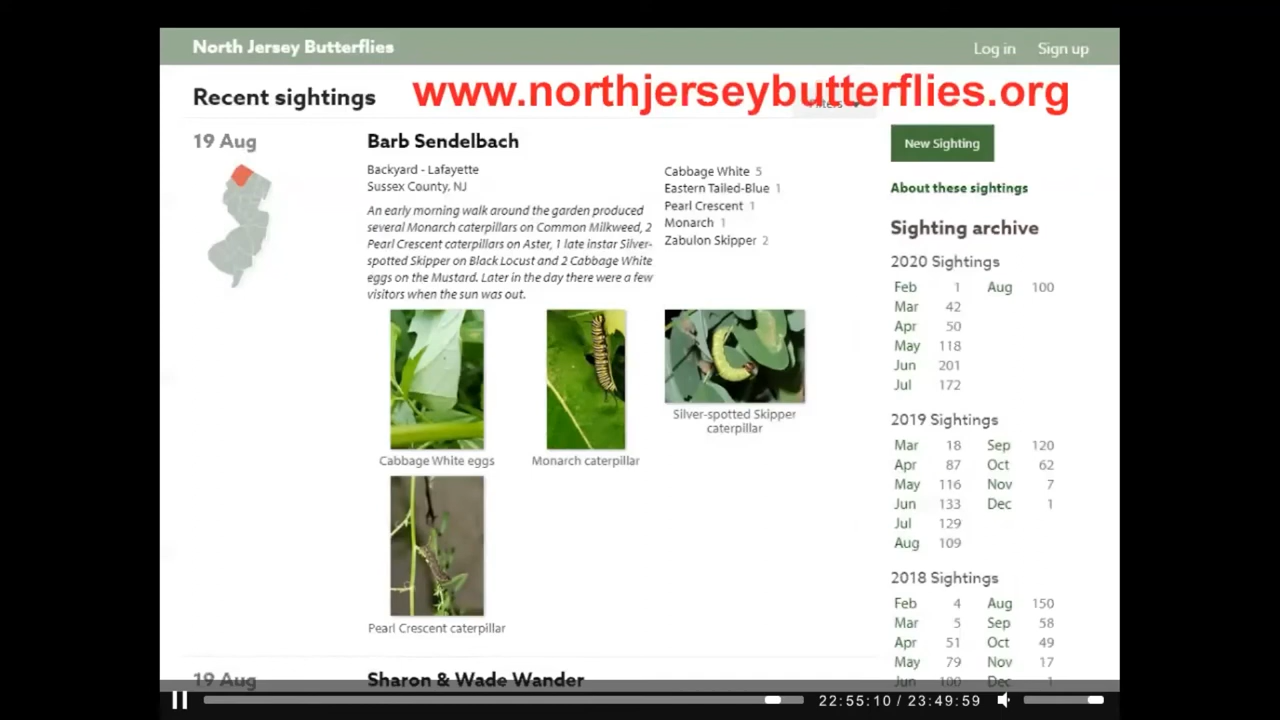 North Jersey Butterflies
Log in Sign up
www.northjerseybutterflies.org
Recent sightings
Filters
19 Aug
Barb Sendelbach
Backyard - Lafayette
Sussex County, NJ
An early morning walk around the garden produced
several Monarch caterpillars on Common Milkweed, 2
Pearl Crescent caterpillars on Aster, 1 late instar Silver-
spotted Skipper on Black Locust and 2 Cabbage White
eggs on the Mustard. Later in the day there were a few
visitors when the sun was out.
Cabbage White 5
Eastern Tailed-Blue 1
Pearl Crescent 1
Monarch 1
Zabulon Skipper 2
Cabbage White eggs
Monarch caterpillar
Silver-spotted Skipper
caterpillar
Pearl Crescent caterpillar
19 Aug
Sharon & Wade Wander
New Sighting
About these sightings
Sighting archive
2020 Sightings
Feb 1 Aug 100
Mar 42
Apr 50
May 118
Jun 201
Jul 172
2019 Sightings
Mar 18 Sep 120
Apr 87 Oct 62
May 116 Nov 7
Jun 133 Dec 1
Jul 129
Aug 109
2018 Sightings
Feb 4 Aug 150
Mar 5 Sep 58
Apr 51 Oct 49
May 79 Nov 17
Jun 100 Dec 1
22:55:10 / 23:49:59